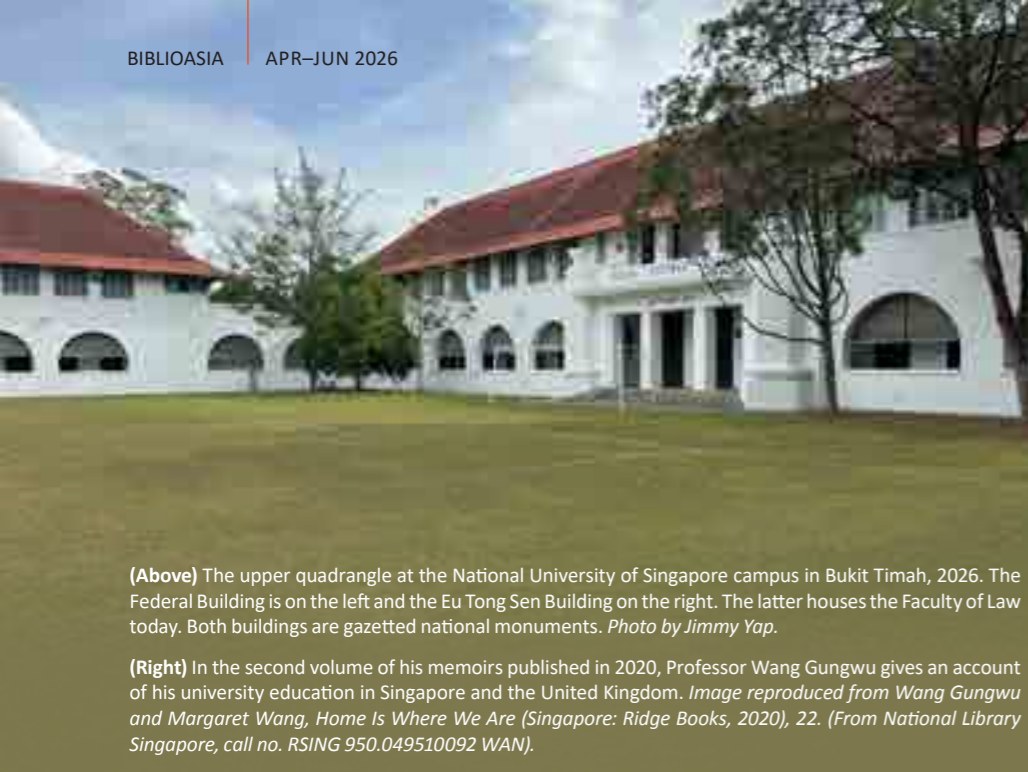 BIBLIOASIA APR–JUN 2026
(Above) The upper quadrangle at the National University of Singapore campus in Bukit Timah, 2026. The
Federal Building is on the left and the Eu Tong Sen Building on the right. The latter houses the Faculty of Law
today. Both buildings are gazetted national monuments. Photo by Jimmy Yap.
(Right) In the second volume of his memoirs published in 2020, Professor Wang Gungwu gives an account
of his university education in Singapore and the United Kingdom. Image reproduced from Wang Gungwu
and Margaret Wang, Home Is Where We Are (Singapore: Ridge Books, 2020), 22. (From National Library
Singapore, call no. RSING 950.049510092 WAN).